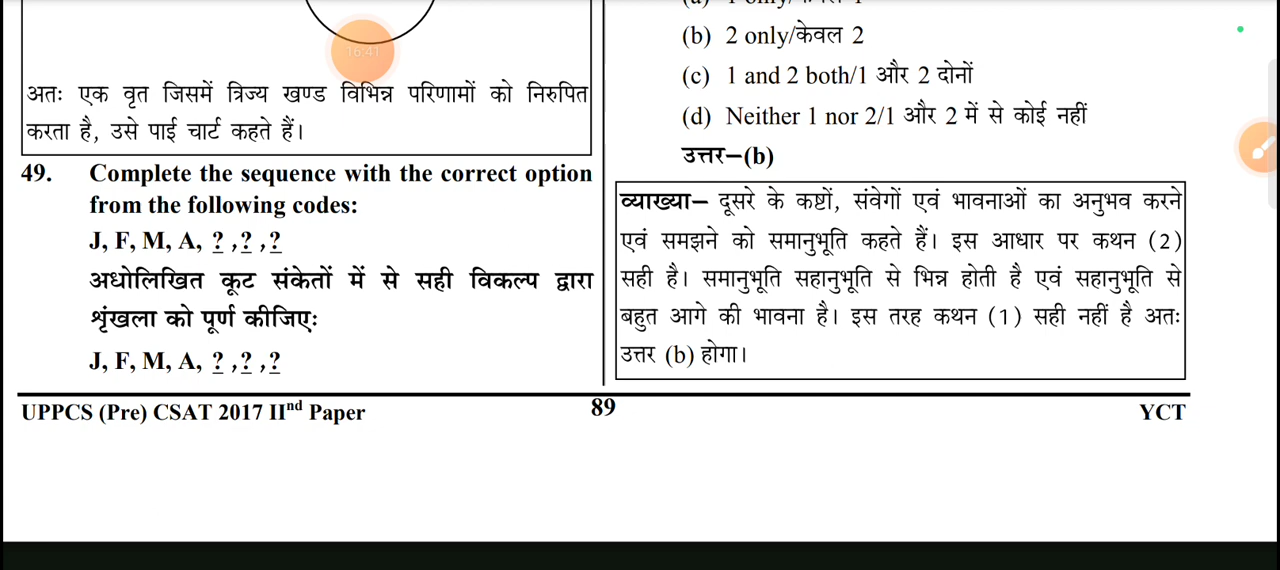 16:41
अतः एक वृत जिसमें त्रिज्य खण्ड विभिन्न परिणामों को निरुपित
करता है, उसे पाई चार्ट कहते हैं।
49. Complete the sequence with the correct option
from the following codes:
J, F, M, A, ? ,? ,?
अधोलिखित कूट संकेतों में से सही विकल्प द्वारा
शृंखला को पूर्ण कीजिएः
J, F, M, A, ? ,? ,?
(b) 2 only/केवल 2
(c) 1 and 2 both/1 और 2 दोनों
(d) Neither 1 nor 2/1 और 2 में से कोई नहीं
उत्तर–(b)
व्याख्या– दूसरे के कष्टों, संवेगों एवं भावनाओं का अनुभव करने
एवं समझने को समानुभूति कहते हैं। इस आधार पर कथन (2)
सही है। समानुभूति सहानुभूति से भिन्न होती है एवं सहानुभूति से
बहुत आगे की भावना है। इस तरह कथन (1) सही नहीं है अतः
उत्तर (b) होगा।
UPPCS (Pre) CSAT 2017 IInd Paper
89
YCT